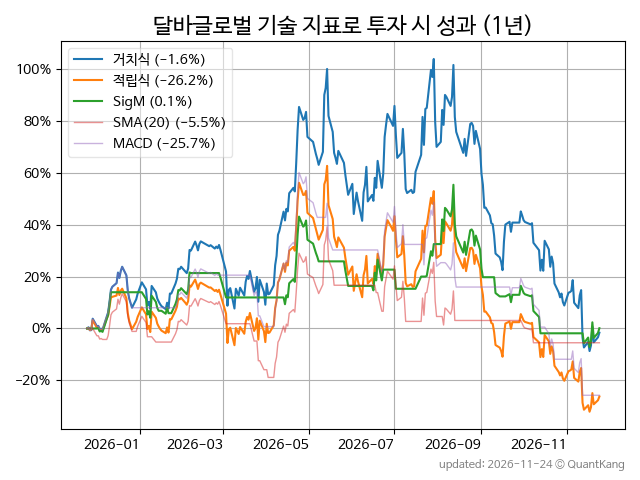 달바글로벌 기술 지표로 투자 시 성과 (1년)
거치식 (−1.6%)
적립식 (−26.2%)
SigM (0.1%)
SMA(20) (−5.5%)
MACD (−25.7%)
100%
80%
60%
40%
20%
0%
−20%
2026−01 2026−03 2026−05 2026−07 2026−09 2026−11
updated: 2026−11−24 © QuantKang